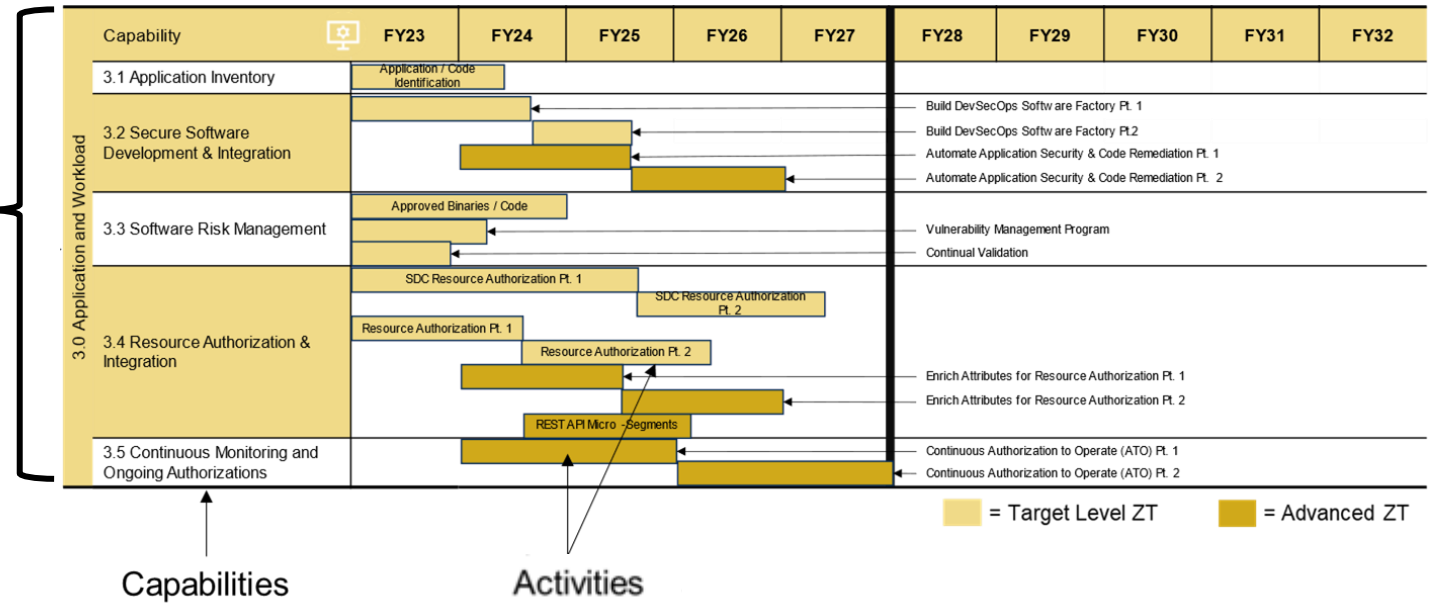 Capability FY23 FY24 FY25 FY26 FY27 FY28 FY29 FY30 FY31 FY32
3.0 Application and Workload
3.1 Application Inventory
Application / Code
Identification
3.2 Secure Software
Development & Integration
Build DevSecOps Software Factory Pt. 1
Build DevSecOps Software Factory Pt.2
Automate Application Security & Code Remediation Pt. 1
Automate Application Security & Code Remediation Pt. 2
3.3 Software Risk Management
Approved Binaries / Code
Vulnerability Management Program
Continual Validation
3.4 Resource Authorization &
Integration
SDC Resource Authorization Pt. 1
SDC Resource Authorization
Pt. 2
Resource Authorization Pt. 1
Resource Authorization Pt. 2
Enrich Attributes for Resource Authorization Pt. 1
Enrich Attributes for Resource Authorization Pt. 2
REST API Micro -Segments
3.5 Continuous Monitoring and
Ongoing Authorizations
Continuous Authorization to Operate (ATO) Pt. 1
Continuous Authorization to Operate (ATO) Pt. 2
= Target Level ZT
= Advanced ZT
Capabilities
Activities